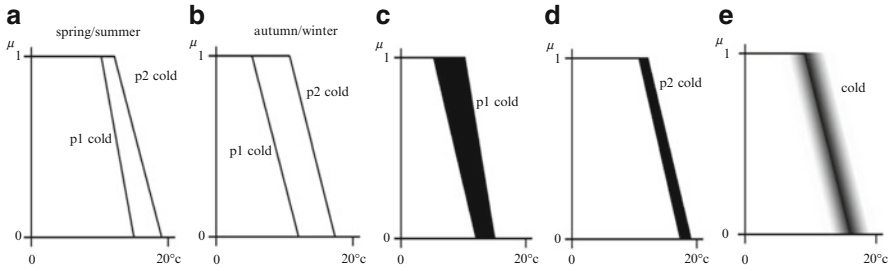 a
spring/summer
μ
1
p2 cold
p1 cold
0
0
20°c
b
autumn/winter
μ
1
p2 cold
p1 cold
0
0
20°c
c
μ
1
p1 cold
0
0
20°c
d
μ
1
p2 cold
0
0
20°c
e
μ
1
cold
0
0
20°c